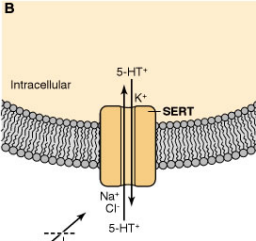 B
5-HT⁺
Intracellular
K⁺
SERT
Na⁺
Cl⁻
5-HT⁺